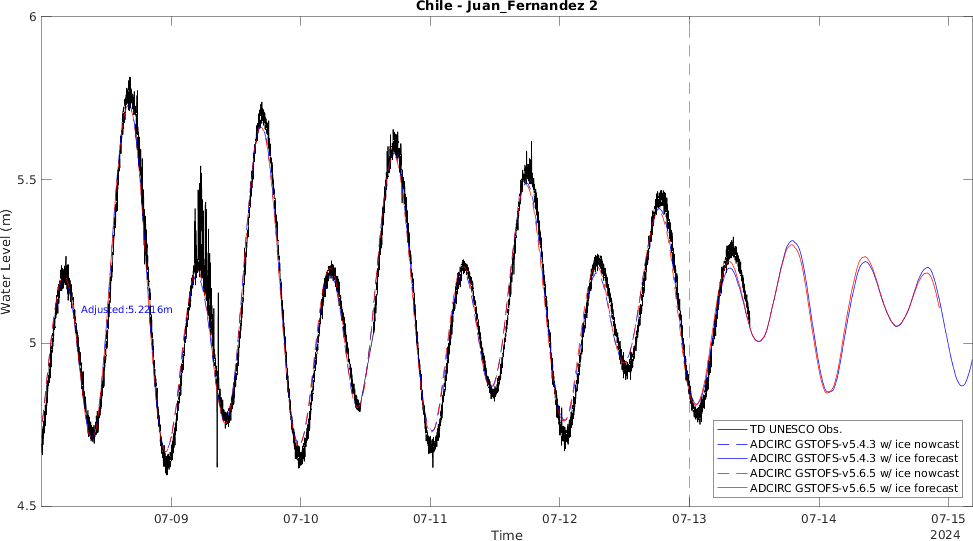 Chile - Juan_Fernandez 2
6
5.5
5
4.5
Water Level (m)
Adjusted:5.2216m
TD UNESCO Obs.
ADCIRC GSTOFS-v5.4.3 w/ ice nowcast
ADCIRC GSTOFS-v5.4.3 w/ ice forecast
ADCIRC GSTOFS-v5.6.5 w/ ice nowcast
ADCIRC GSTOFS-v5.6.5 w/ ice forecast
07-09 07-10 07-11 07-12 07-13 07-14 07-15
2024
Time